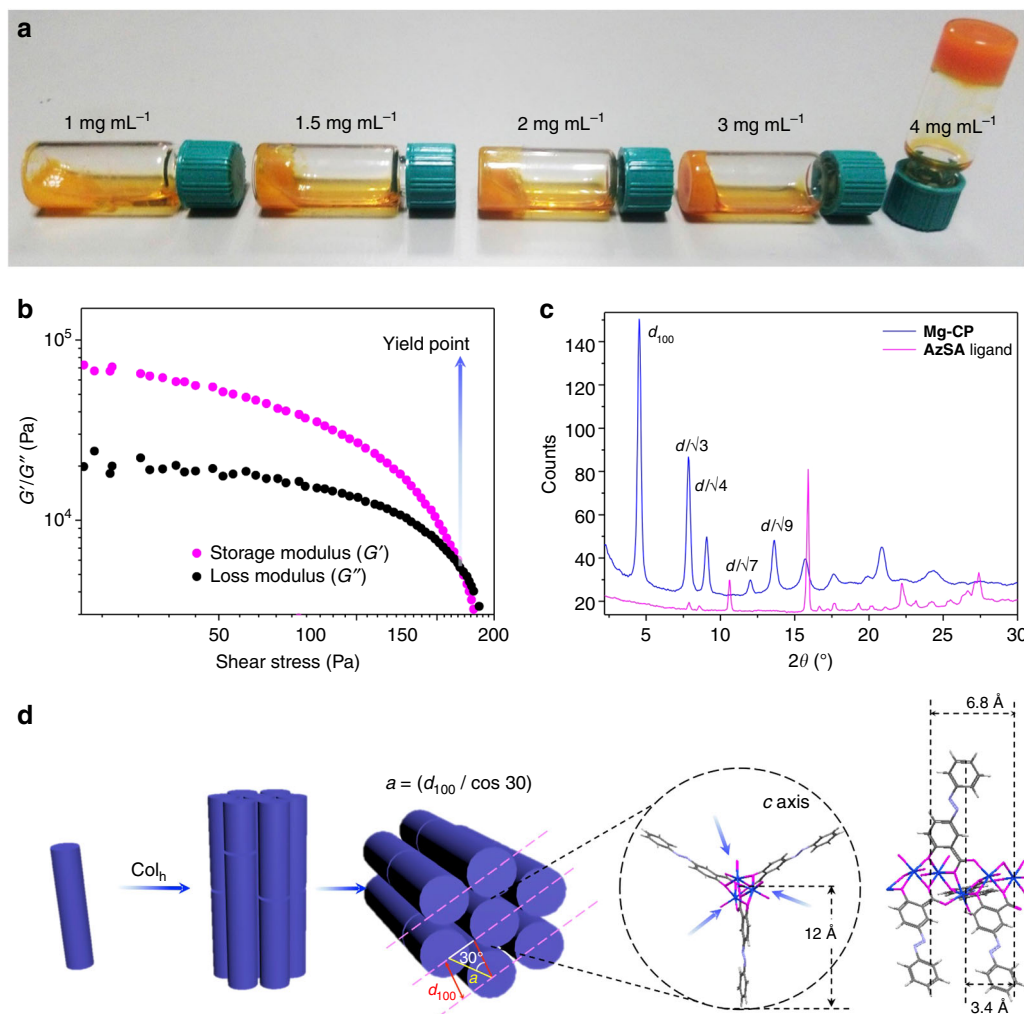 a
1 mg mL⁻¹
1.5 mg mL⁻¹
2 mg mL⁻¹
3 mg mL⁻¹
4 mg mL⁻¹
b
10⁵
10⁴
G′/G″ (Pa)
Yield point
Storage modulus (G′)
Loss modulus (G″)
50
100
150
200
Shear stress (Pa)
c
140
120
100
80
60
40
20
Counts
d₁₀₀
d/√3
d/√4
d/√7
d/√9
Mg-CP
AzSA ligand
5
10
15
20
25
30
2θ (°)
d
Colₕ
a = (d₁₀₀ / cos 30)
30°
a
d₁₀₀
c axis
12 Å
6.8 Å
3.4 Å